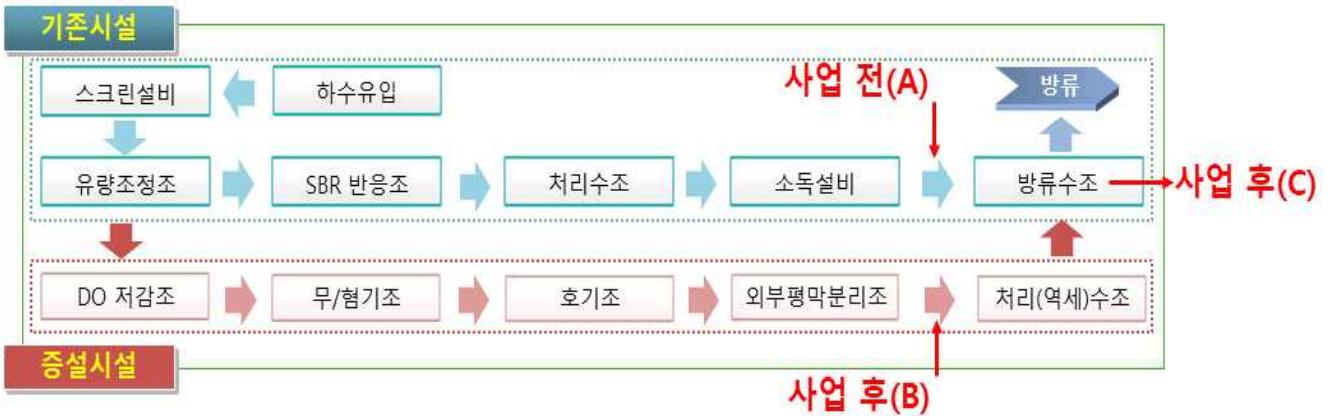 기존시설
스크린설비
하수유입
사업 전(A)
방류
유량조정조
SBR 반응조
처리수조
소독설비
방류수조
사업 후(C)
DO 저감조
무/혐기조
호기조
외부평막분리조
처리(역세)수조
증설시설
사업 후(B)